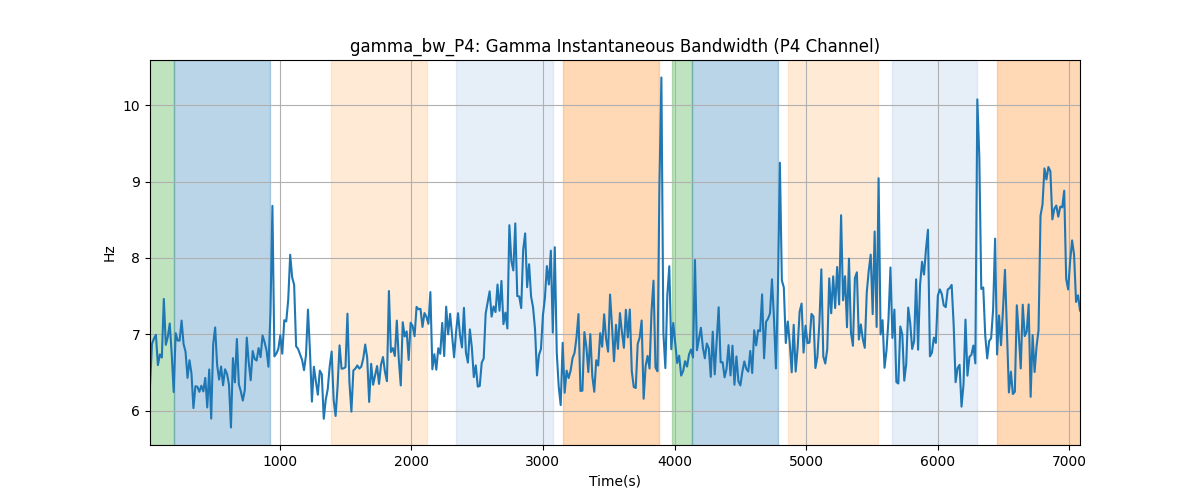 gamma_bw_P4: Gamma Instantaneous Bandwidth (P4 Channel)
10
9
8
7
6
Hz
1000 2000 3000 4000 5000 6000 7000
Time(s)